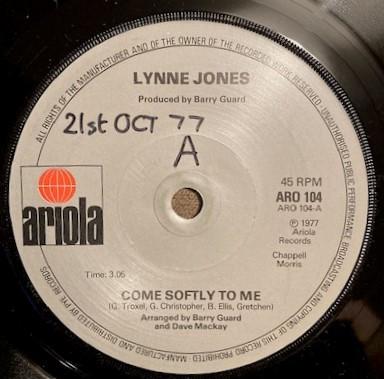 ALL RIGHTS OF THE MANUFACTURER AND OF THE OWNER OF THE RECORDED WORK RESERVED. UNAUTHORISED PUBLIC PERFORMANCE BROADCASTING AND COPYING OF THIS RECORD PROHIBITED. MANUFACTURED AND DISTRIBUTED BY PYE RECORDS
LYNNE JONES
Produced by Barry Guard
21st OCT 77
A
45 RPM
ARO 104
ARO 104-A
℗ 1977
Ariola
Records
Chappell
Morris
ariola
Time: 3.05
COME SOFTLY TO ME
(G. Troxel, G. Christopher, B. Ellis, Gretchen)
Arranged by Barry Guard
and Dave Mackay